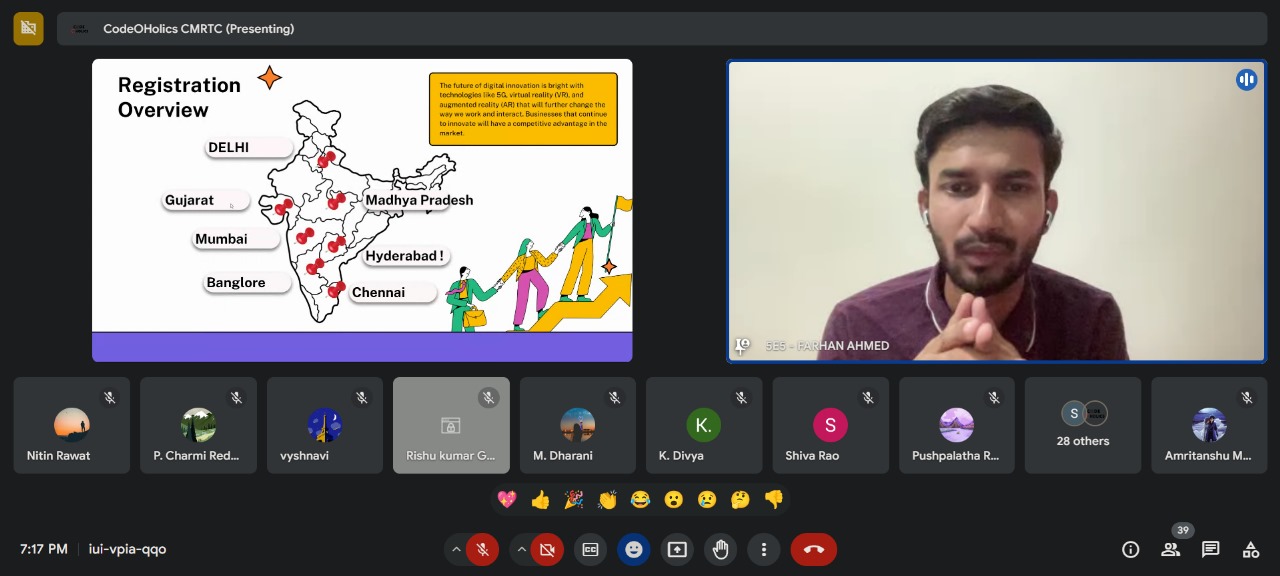 CodeOHolics CMRTC (Presenting)
Registration
Overview
The future of digital innovation is bright with
technologies like 5G, virtual reality (VR), and
augmented reality (AR) that will further change the
way we work and interact. Businesses that continue
to innovate will have a competitive advantage in the
market.
DELHI
Gujarat
Madhya Pradesh
Mumbai
Hyderabad !
Banglore
Chennai
5E5 - FARHAN AHMED
Nitin Rawat
P. Charmi Red...
vyshnavi
Rishu kumar G...
M. Dharani
K.
K. Divya
S
Shiva Rao
Pushpalatha R...
S
28 others
Amritanshu M...
7:17 PM
iui-vpia-qqo
CC
39